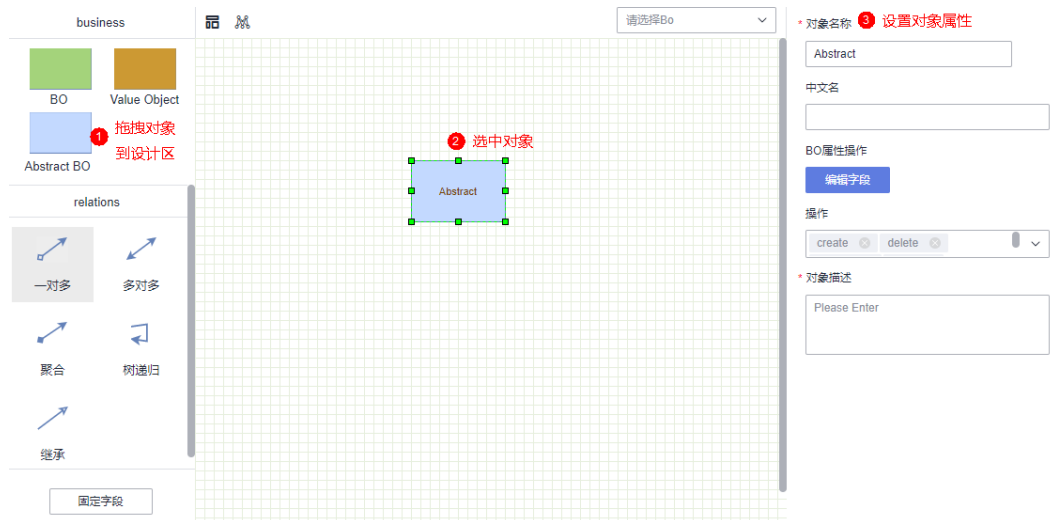 business
BO
Value Object
Abstract BO
1
拖拽对象
到设计区
relations
一对多
多对多
聚合
树递归
继承
固定字段
请选择Bo
2 选中对象
Abstract
* 对象名称
3 设置对象属性
Abstract
中文名
BO属性操作
编辑字段
操作
create
delete
* 对象描述
Please Enter